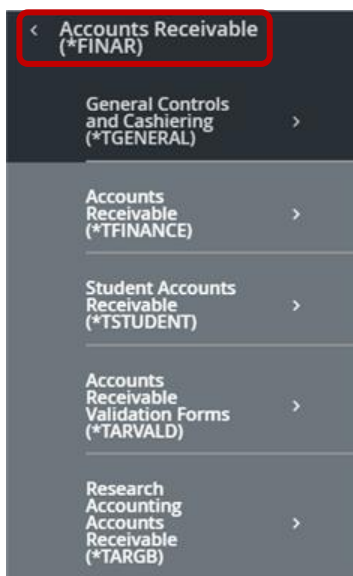 Accounts Receivable
(*FINAR)
General Controls
and Cashiering
(*TGENERAL)
Accounts
Receivable
(*TFINANCE)
Student Accounts
Receivable
(*TSTUDENT)
Accounts
Receivable
Validation Forms
(*TARVALD)
Research
Accounting
Accounts
Receivable
(*TARGB)